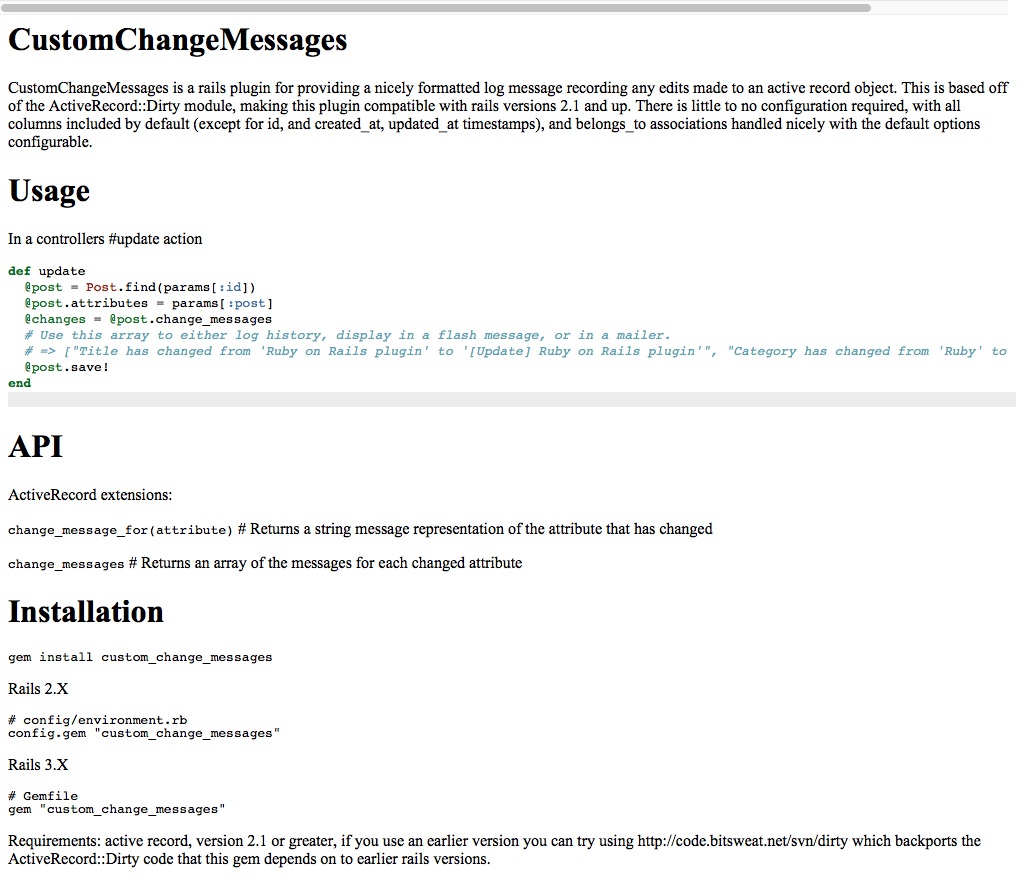 CustomChangeMessages
CustomChangeMessages is a rails plugin for providing a nicely formatted log message recording any edits made to an active record object. This is based off
of the ActiveRecord::Dirty module, making this plugin compatible with rails versions 2.1 and up. There is little to no configuration required, with all
columns included by default (except for id, and created_at, updated_at timestamps), and belongs_to associations handled nicely with the default options
configurable.
Usage
In a controllers #update action
def update
  @post = Post.find(params[:id])
  @post.attributes = params[:post]
  @changes = @post.change_messages
  # Use this array to either log history, display in a flash message, or in a mailer.
  # => ["Title has changed from 'Ruby on Rails plugin' to '[Update] Ruby on Rails plugin'", "Category has changed from 'Ruby' to
  @post.save!
end
API
ActiveRecord extensions:
change_message_for(attribute) # Returns a string message representation of the attribute that has changed
change_messages # Returns an array of the messages for each changed attribute
Installation
gem install custom_change_messages
Rails 2.X
# config/environment.rb
config.gem "custom_change_messages"
Rails 3.X
# Gemfile
gem "custom_change_messages"
Requirements: active record, version 2.1 or greater, if you use an earlier version you can try using http://code.bitsweat.net/svn/dirty which backports the
ActiveRecord::Dirty code that this gem depends on to earlier rails versions.